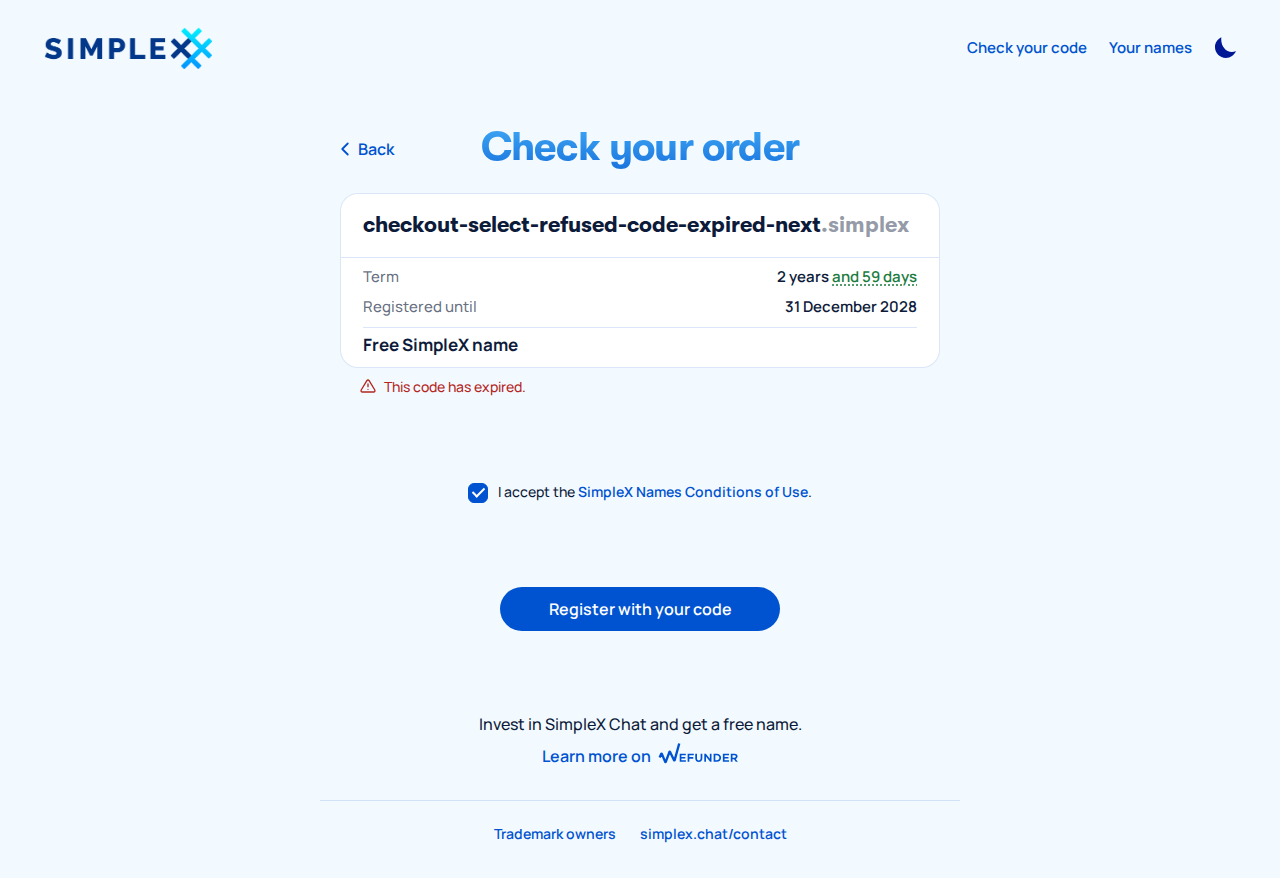 SIMPLEX
Check your code
Your names
Back
Check your order
checkout-select-refused-code-expired-next.simplex
Term
2 years and 59 days
Registered until
31 December 2028
Free SimpleX name
This code has expired.
I accept the SimpleX Names Conditions of Use.
Register with your code
Invest in SimpleX Chat and get a free name.
Learn more on WEFUNDER
Trademark owners
simplex.chat/contact